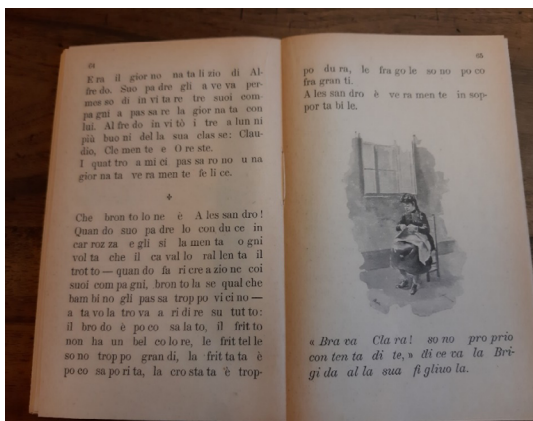 64
E ra il gior no na ta li zio di Al-
fre do. Suo pa dre gli a ve va per-
mes so di in vi ta re tre suoi com-
pa gni a pas sa re la gior na ta con
lui. Al fre do in vi tò i tre a lun ni
più buo ni del la sua clas se: Clau-
dio, Cle men te e O re ste.
I quat tro a mi ci pas sa ro no u na
gior na ta ve ra men te fe li ce.
Che bron to lo ne è A les san dro!
Quan do suo pa dre lo con du ce in
car roz za e gli si la men ta o gni
vol ta che il ca val lo ral len ta il
trot to — quan do fa ri cre a zio ne coi
suoi com pa gni, bron to la se qual che
bam bi no gli pas sa trop po vi ci no —
a ta vo la tro va a ri di re su tut to:
il bro do è po co sa la to, il frit to
non ha un bel co lo re, le frit tel le
so no trop po gran di, la frit ta ta è
po co sa po ri ta, la cro sta ta è trop-
65
po du ra, le fra go le so no po co
fra gran ti.
A les san dro è ve ra men te in sop-
por ta bi le.
« Bra va Cla ra! so no pro prio
con ten ta di te, » di ce va la Bri-
gi da al la sua fi gliuo la.